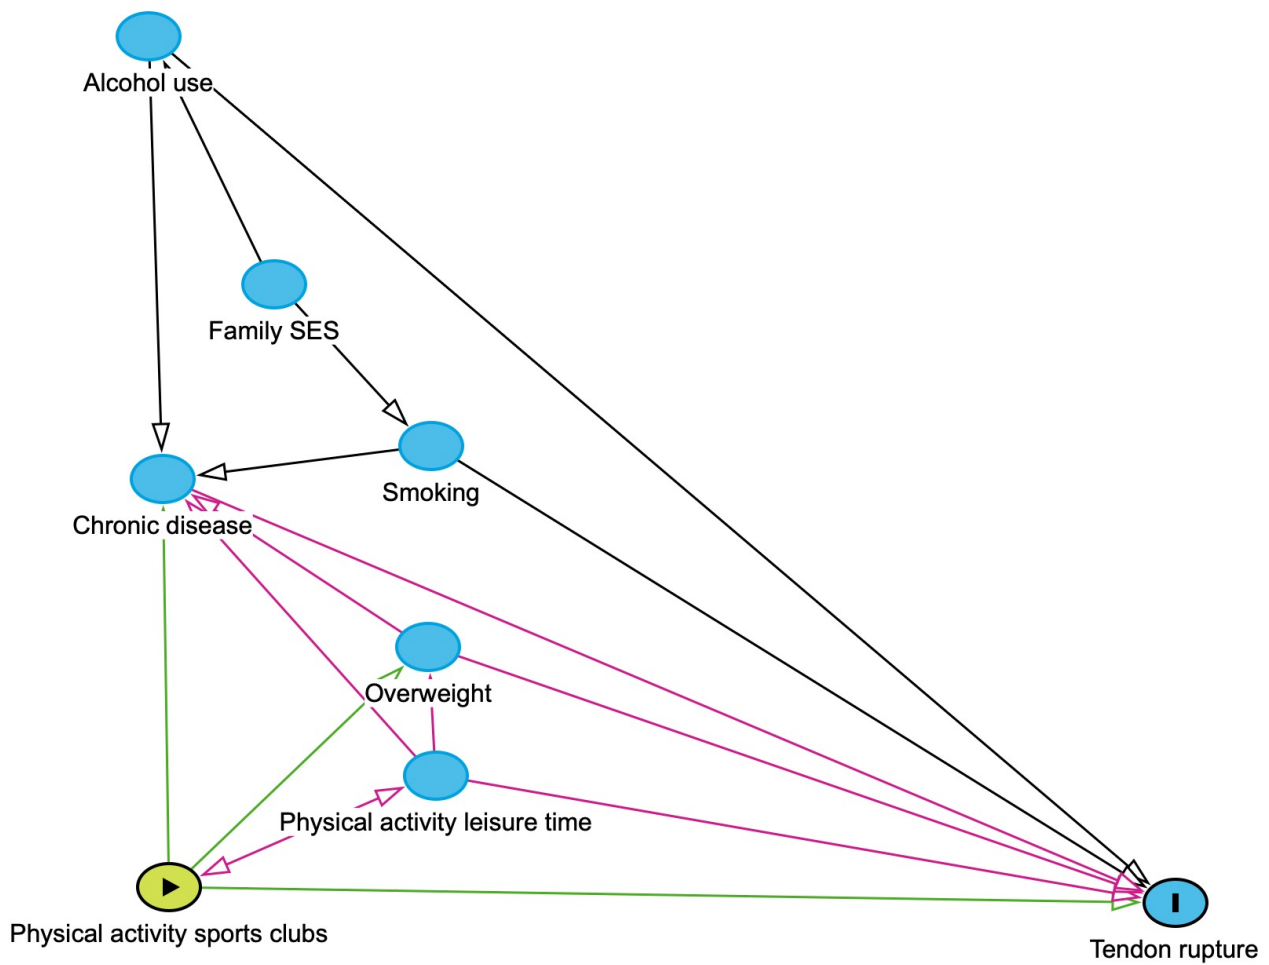 Alcohol use
Family SES
Smoking
Chronic disease
Overweight
Physical activity leisure time
Physical activity sports clubs
Tendon rupture